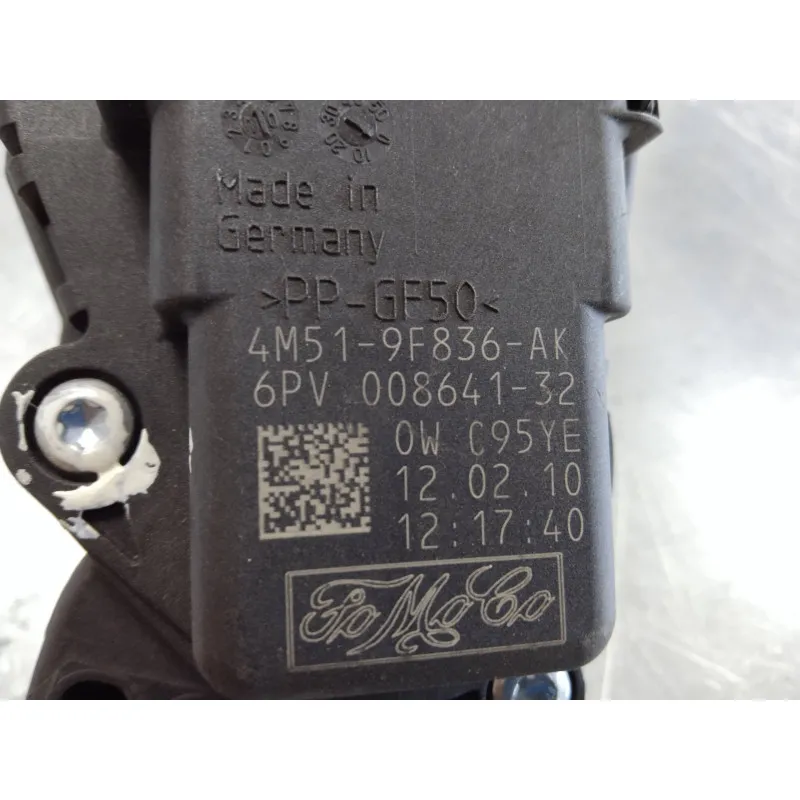 Made in
Germany
>PP-GF50<
4M51-9F836-AK
6PV 008641-32
0W C95YE
12.02.10
12:17:40
FoMoCo